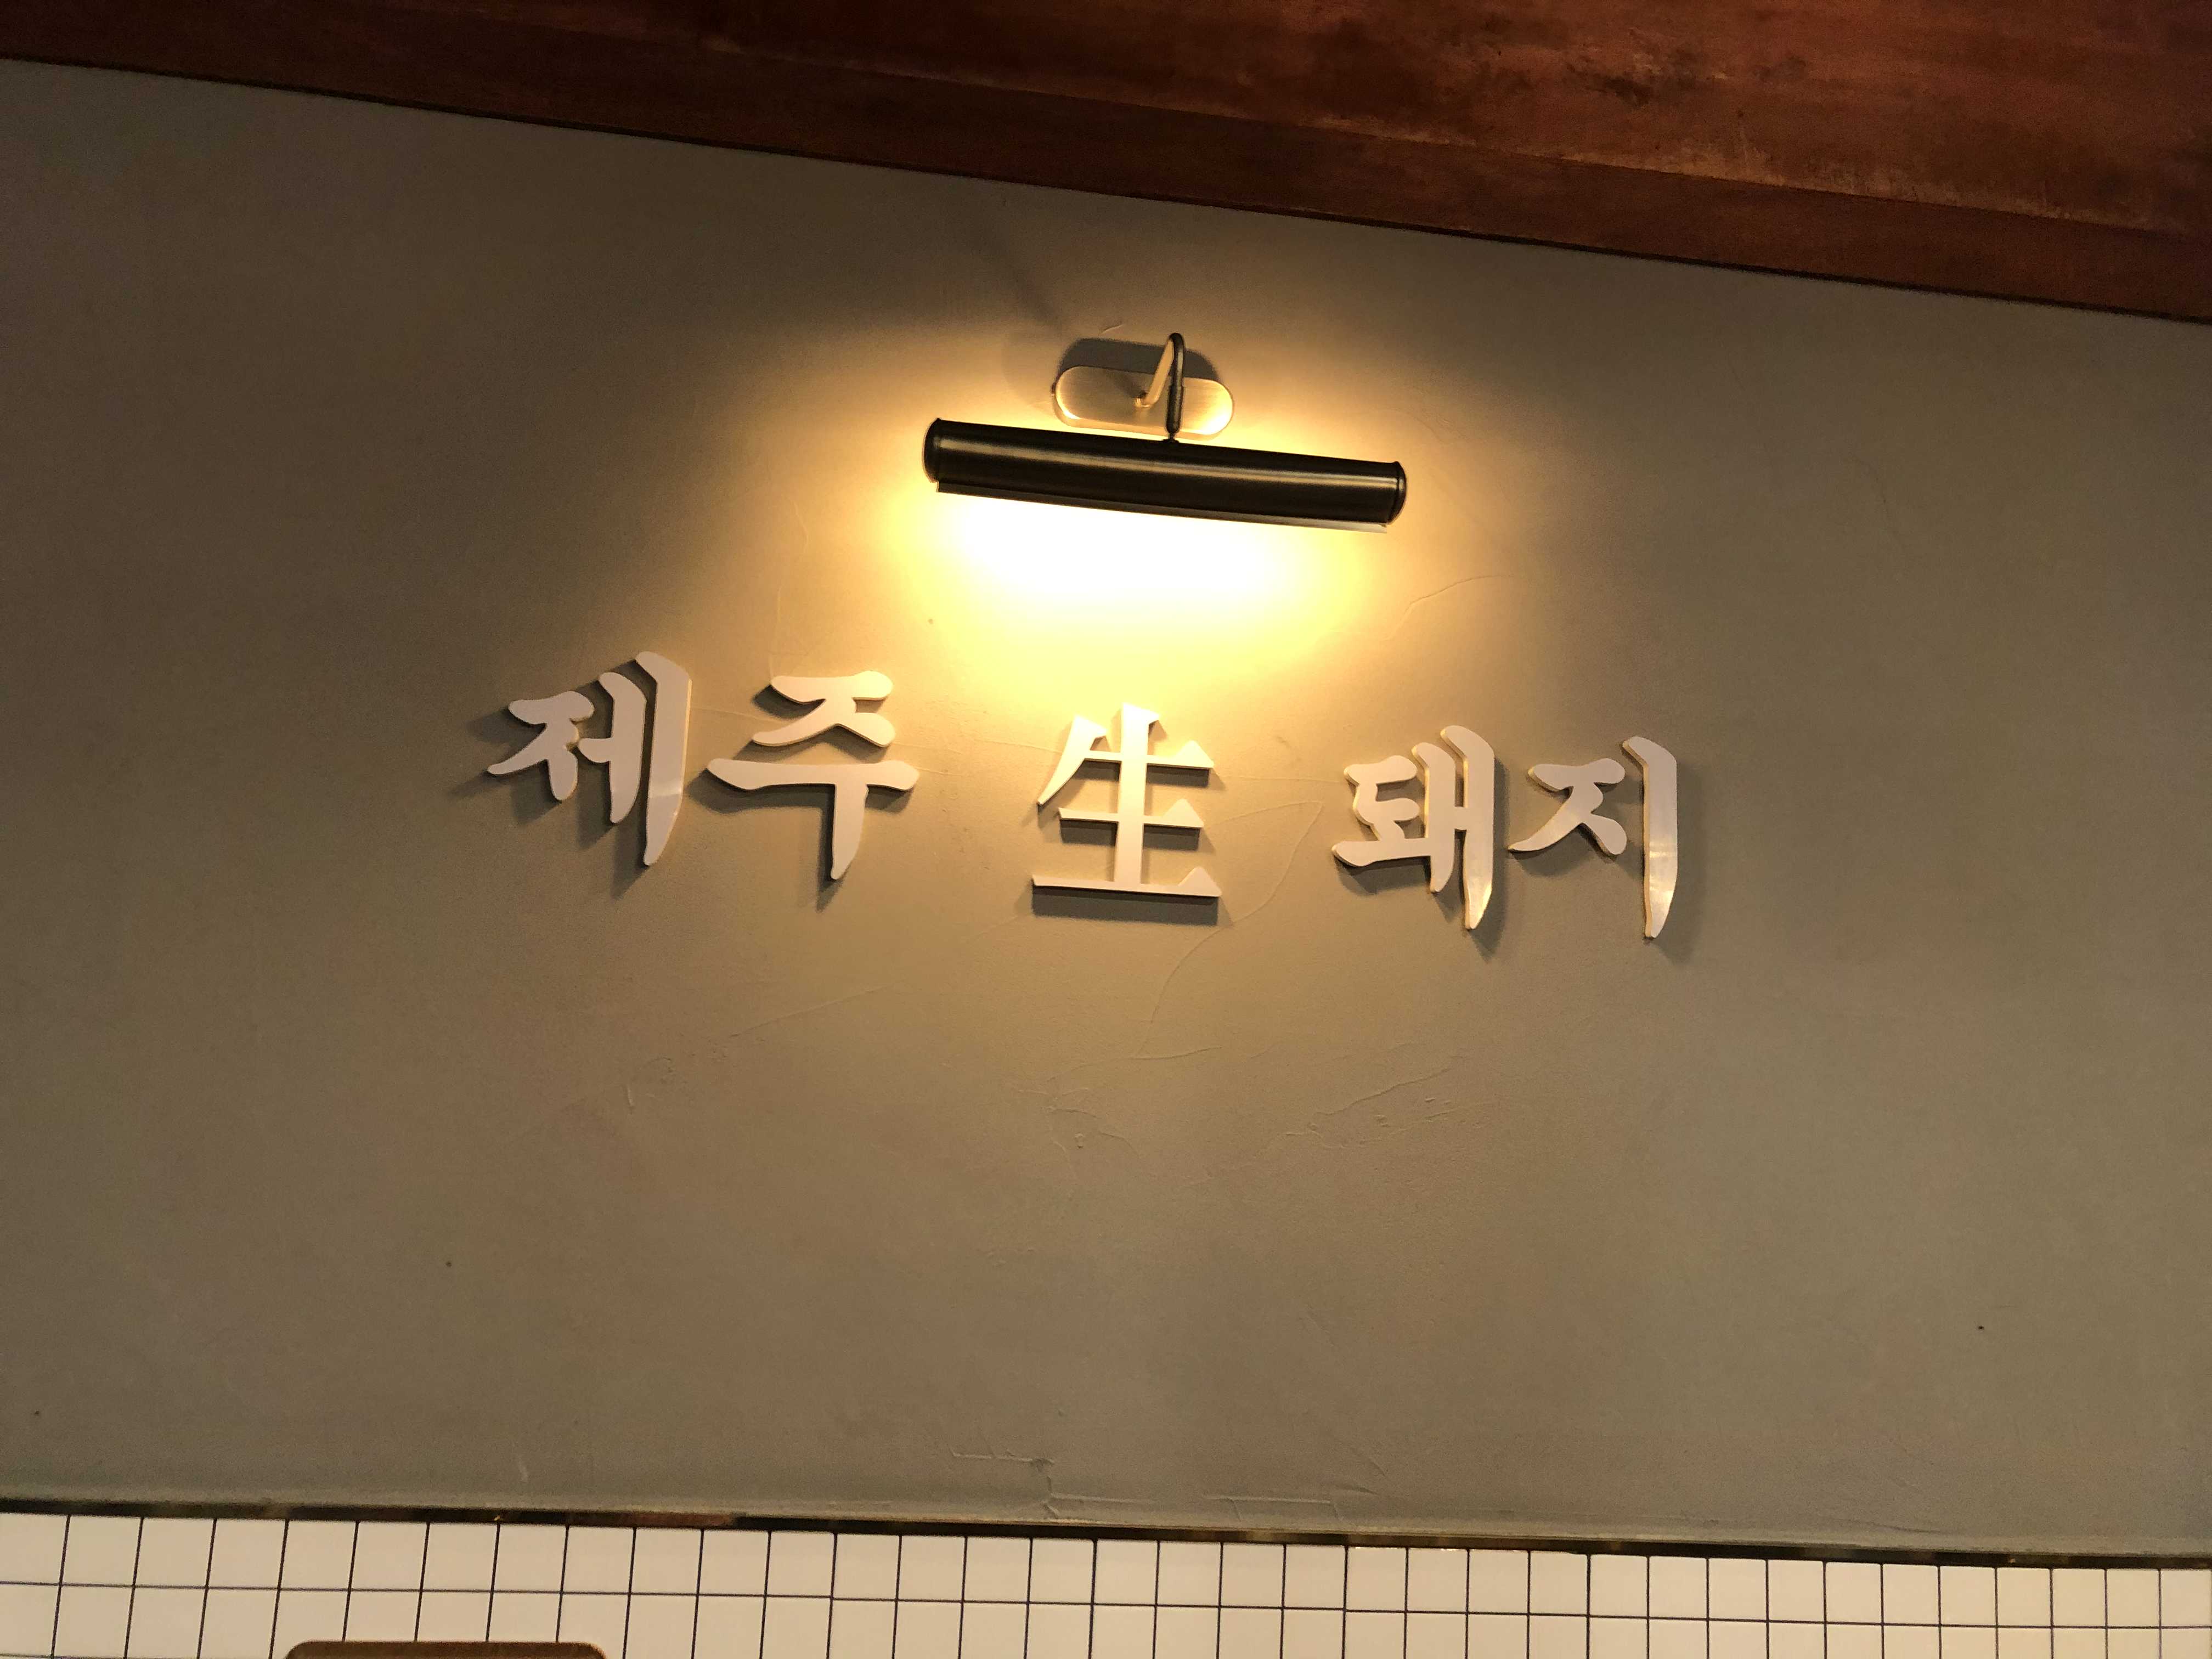 제주 生 돼지